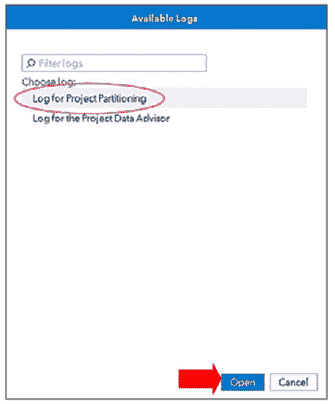 Available Logs
Filter logs
Choose log:
Log for Project Partitioning
Log for the Project Data Advisor
Open
Cancel